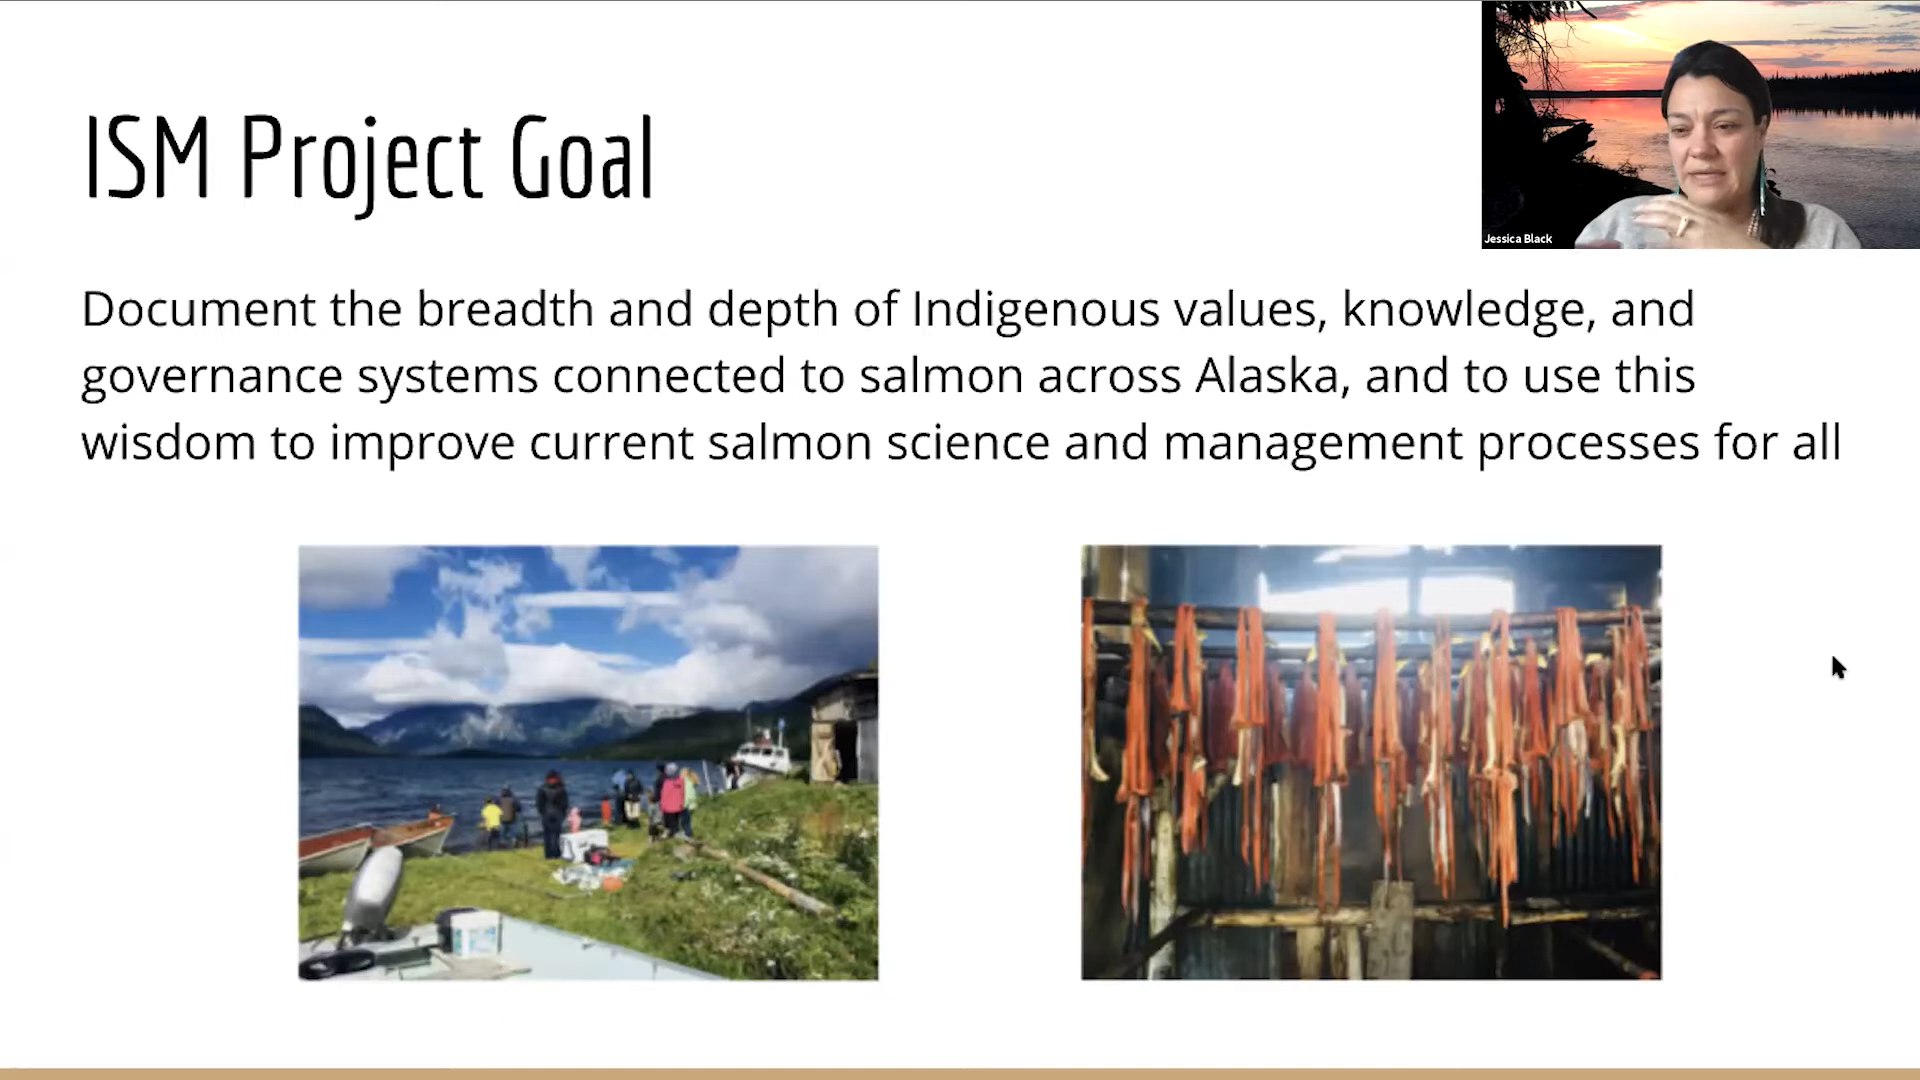 ISM Project Goal
Jessica Black
Document the breadth and depth of Indigenous values, knowledge, and
governance systems connected to salmon across Alaska, and to use this
wisdom to improve current salmon science and management processes for all